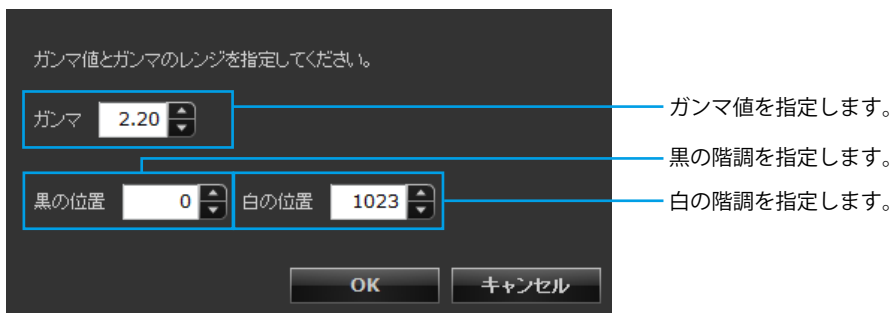 ガンマ値とガンマのレンジを指定してください。
ガンマ 2.20
ガンマ値を指定します。
黒の階調を指定します。
黒の位置 0 白の位置 1023
白の階調を指定します。
OK キャンセル